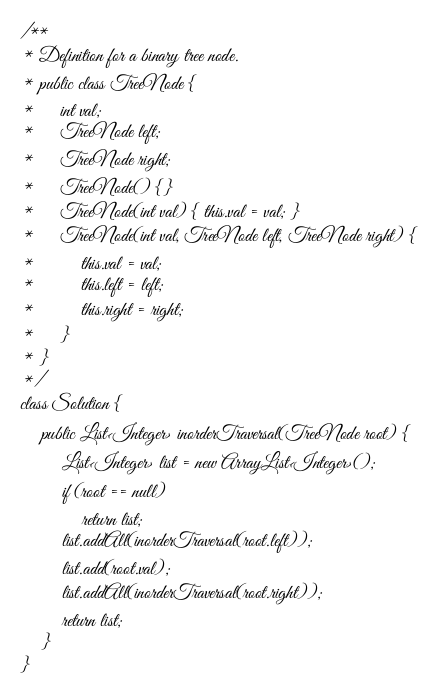 /**
 * Definition for a binary tree node.
 * public class TreeNode {
 *     int val;
 *     TreeNode left;
 *     TreeNode right;
 *     TreeNode() {}
 *     TreeNode(int val) { this.val = val; }
 *     TreeNode(int val, TreeNode left, TreeNode right) {
 *         this.val = val;
 *         this.left = left;
 *         this.right = right;
 *     }
 * }
 */
class Solution {
    public List<Integer> inorderTraversal(TreeNode root) {
        List<Integer> list = new ArrayList<Integer>();
        if (root == null)
            return list;
        list.addAll(inorderTraversal(root.left));
        list.add(root.val);
        list.addAll(inorderTraversal(root.right));
        return list;
    }
}